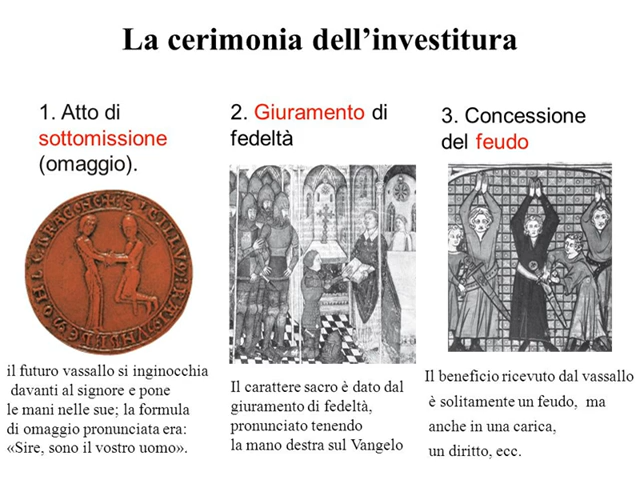 La cerimonia dell'investitura
1. Atto di
sottomissione
(omaggio).
il futuro vassallo si inginocchia
davanti al signore e pone
le mani nelle sue; la formula
di omaggio pronunciata era:
«Sire, sono il vostro uomo».
2. Giuramento di
fedeltà
Il carattere sacro è dato dal
giuramento di fedeltà,
pronunciato tenendo
la mano destra sul Vangelo
3. Concessione
del feudo
Il beneficio ricevuto dal vassallo
è solitamente un feudo, ma
anche in una carica,
un diritto, ecc.